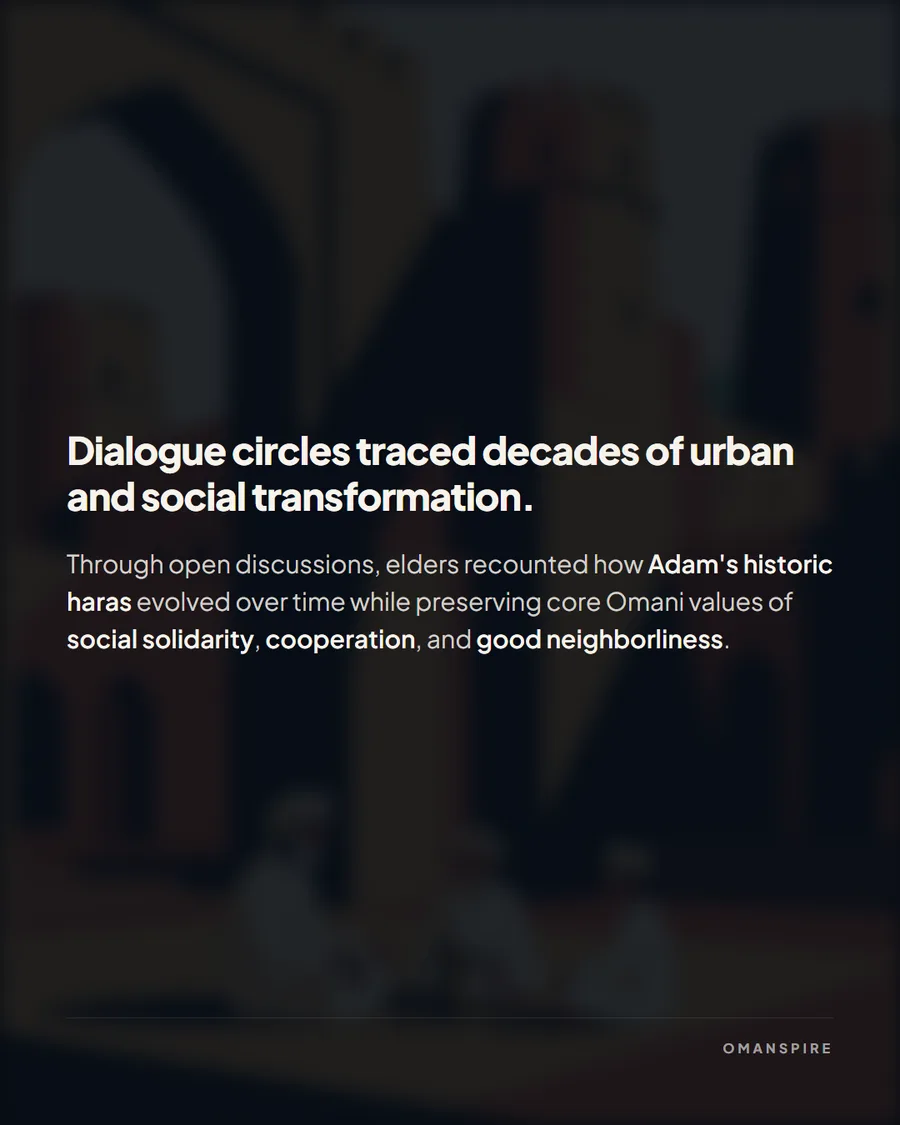 Dialogue circles traced decades of urban
and social transformation.
Through open discussions, elders recounted how Adam's historic
haras evolved over time while preserving core Omani values of
social solidarity, cooperation, and good neighborliness.
OMANSPIRE